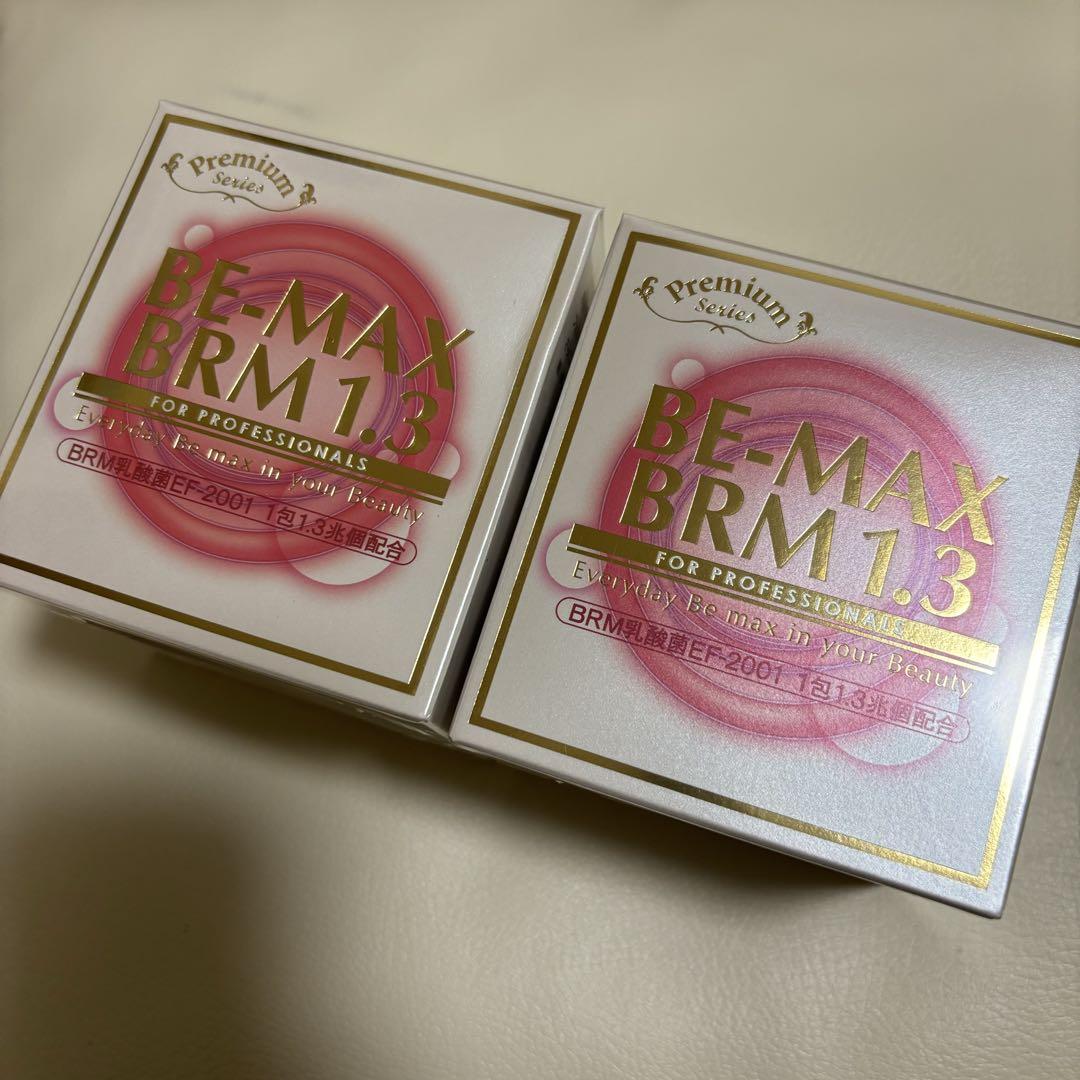 Premium
Series
BE-MAX
BRM 1.3
FOR PROFESSIONALS
Everyday Be max in your Beauty
BRM乳酸菌EF-2001 1包1.3兆個配合
Premium
Series
BE-MAX
BRM 1.3
FOR PROFESSIONALS
Everyday Be max in your Beauty
BRM乳酸菌EF-2001 1包1.3兆個配合